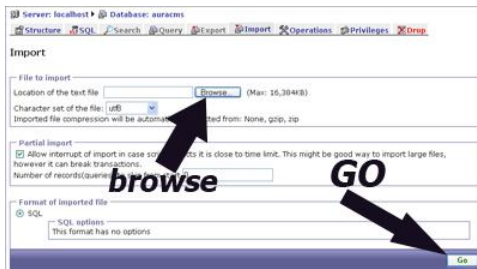 Server: localhost Database: auracms
Structure SQL Search Query Export Import Operations Privileges Drop
Import
File to import
Location of the text file Browse... (Max: 16,384KB)
Character set of the file: utf8
Imported file compression will be automa cted from: None, gzip, zip
Partial import
Allow interrupt of import in case sc ts it is close to time limit. This might be good way to import large files,
however it can break transactions.
Number of records(queries
browse
GO
Format of imported file
SQL
SQL options
This format has no options
Go